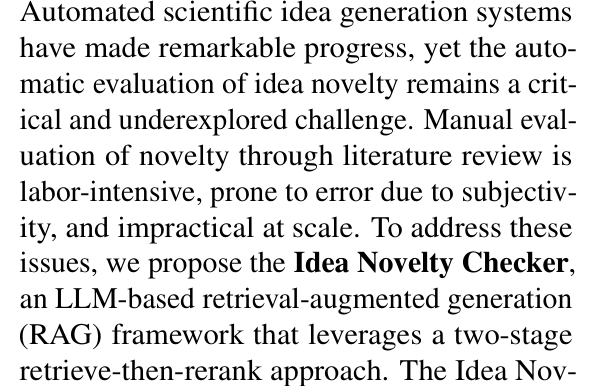 Automated scientific idea generation systems
have made remarkable progress, yet the auto-
matic evaluation of idea novelty remains a crit-
ical and underexplored challenge. Manual eval-
uation of novelty through literature review is
labor-intensive, prone to error due to subjectiv-
ity, and impractical at scale. To address these
issues, we propose the Idea Novelty Checker,
an LLM-based retrieval-augmented generation
(RAG) framework that leverages a two-stage
retrieve-then-rerank approach. The Idea Nov-